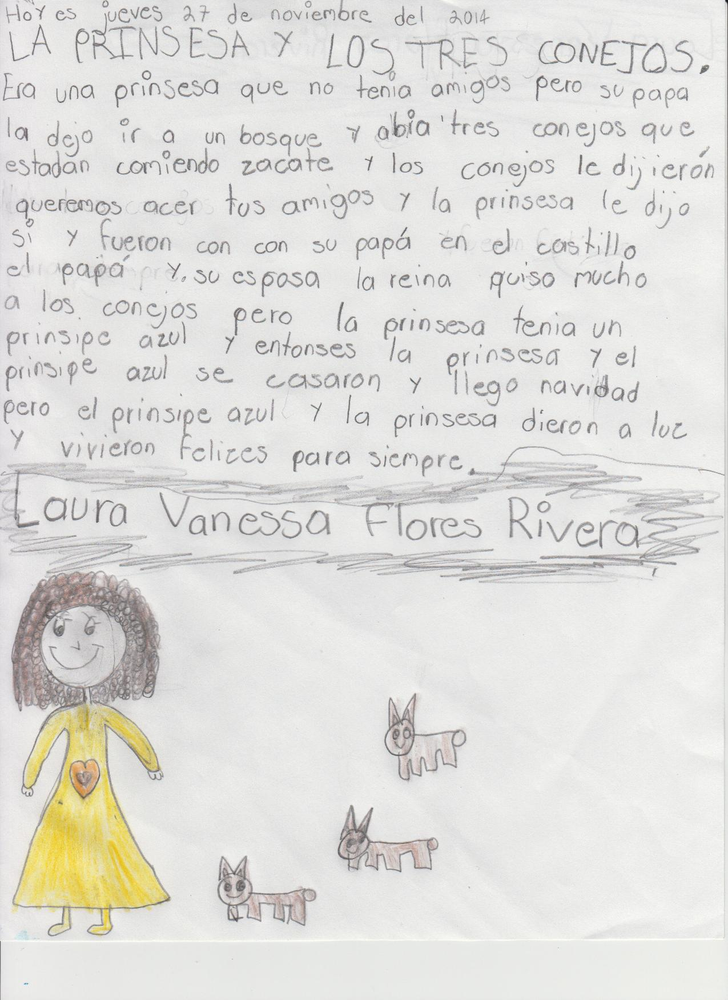 Hoy es jueves 27 de noviembre del 2014
LA PRINSESA Y LOS TRES CONEJOS.
Era una prinsesa que no tenia amigos pero su papa
la dejo ir a un bosque y abia tres conejos que
estadan comiendo zacate y los conejos le dijierón
queremos acer tus amigos y la prinsesa le dijo
si y fueron con con su papá en el castillo
el papá y. su esposa la reina quiso mucho
a los conejos pero la prinsesa tenia un
prinsipe azul y entonses la prinsesa y el
prinsipe azul se casaron y llego navidad
pero el prinsipe azul y la prinsesa dieron a luz
y vivieron felizes para siempre.
Laura Vanessa Flores Rivera